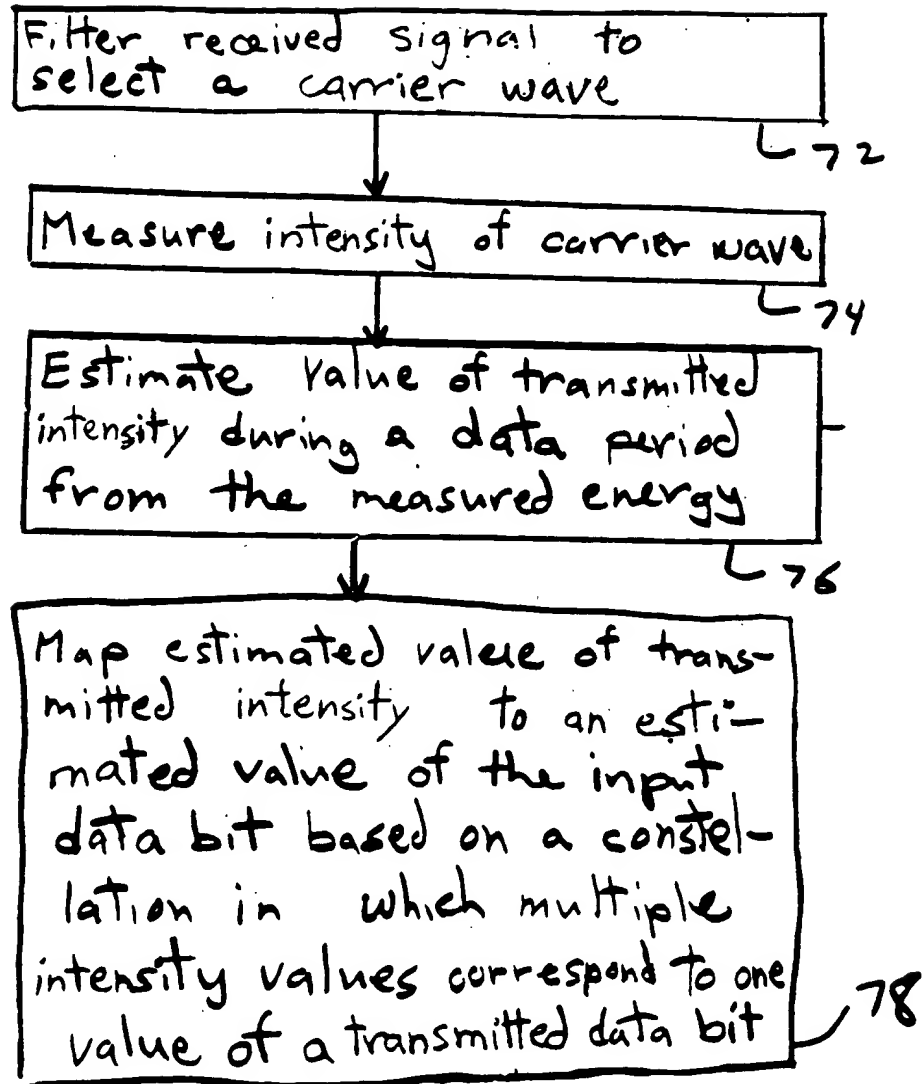 Filter received signal to
select a carrier wave
72
Measure intensity of carrier wave
74
Estimate value of transmitted
intensity during a data period
from the measured energy
76
Map estimated value of trans-
mitted intensity to an esti-
mated value of the input
data bit based on a constel-
lation in which multiple
intensity values correspond to one
value of a transmitted data bit
78